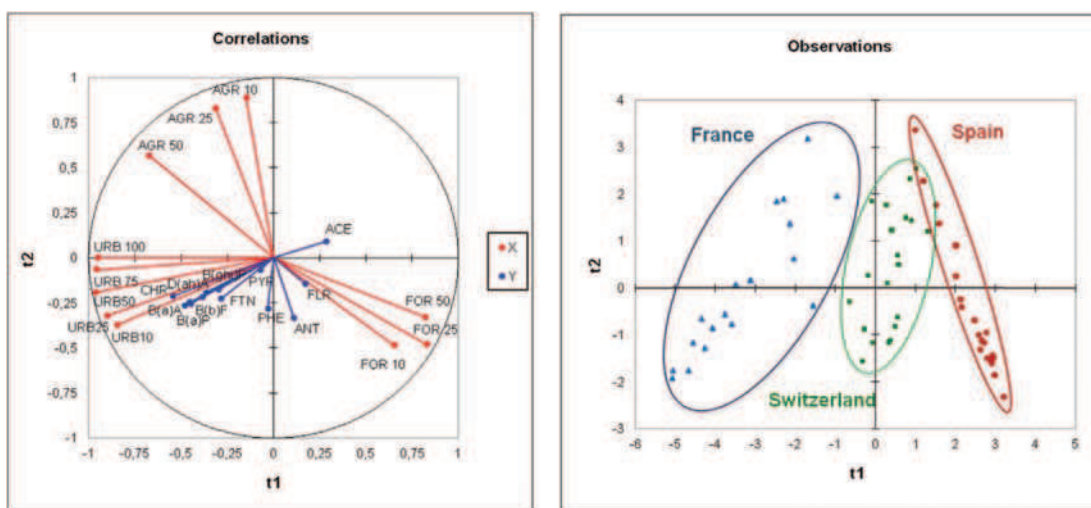 Correlations
1
AGR 10
AGR 25
0,75
AGR 50
0,5
0,25
ACE
t2
0
URB 100
URB 75
CHR
D(ah)A
PYR
FLR
-0,25
URB50
B(a)A
B(b)F
FTN
FOR 50
URB25
URB10
B(a)P
PHE
ANT
FOR 25
FOR 10
-0,5
-0,75
-1
-1 -0,75 -0,5 -0,25 0 0,25 0,5 0,75 1
t1
X
Y
Observations
4
3
France
Spain
2
1
t2
0
-1
-2
Switzerland
-3
-6 -5 -4 -3 -2 -1 0 1 2 3 4 5
t1